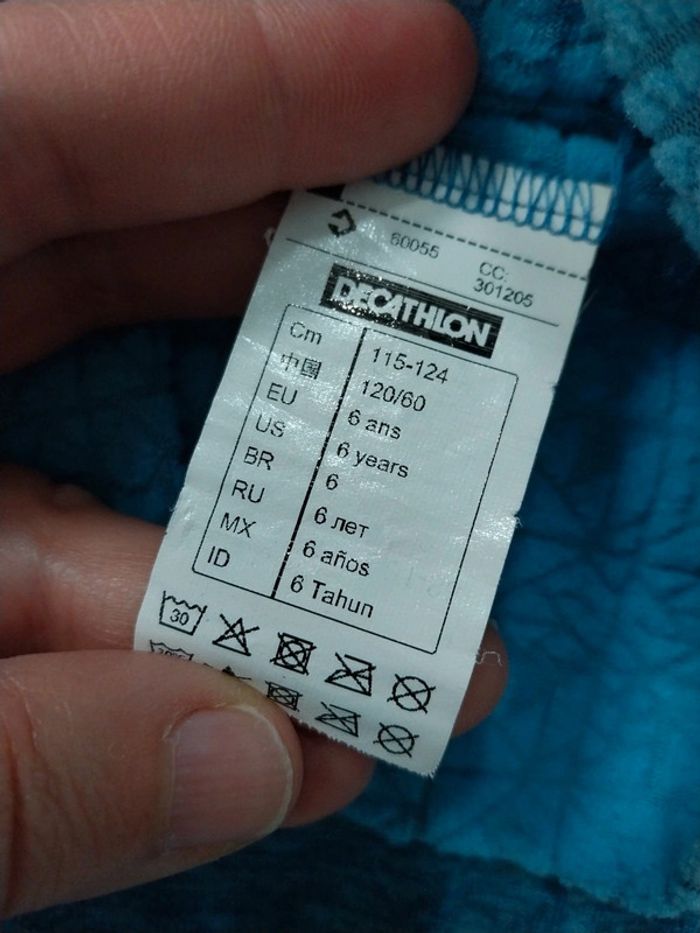 60055
CC:
301205
DECATHLON
Cm 115-124
中国 120/60
EU 6 ans
US 6 years
BR 6
RU 6 лет
MX 6 años
ID 6 Tahun
30